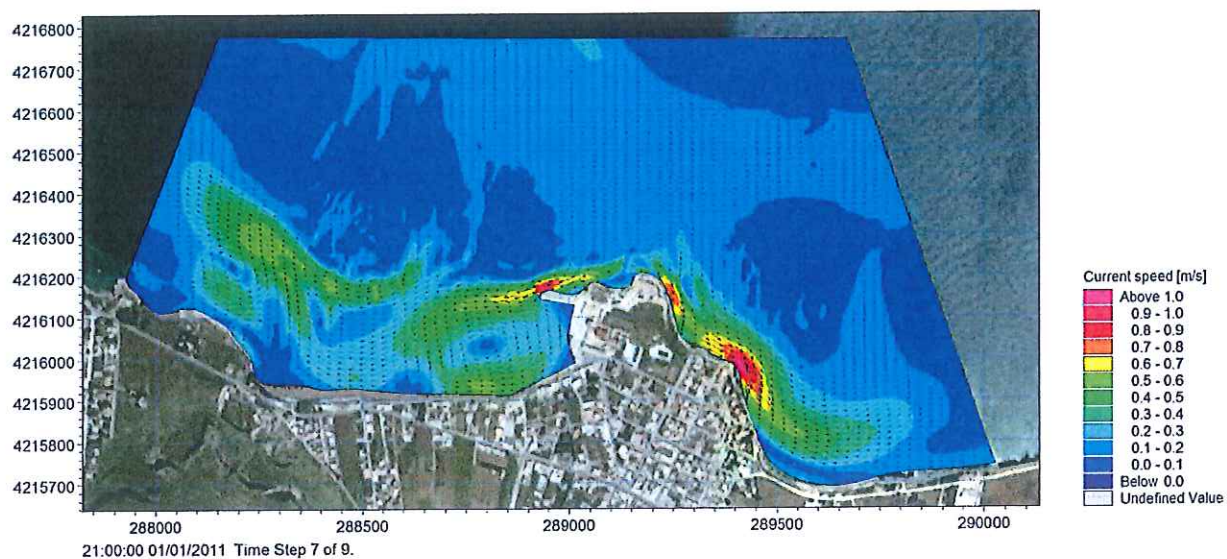 4216800
4216700
4216600
4216500
4216400
4216300
4216200
4216100
4216000
4215900
4215800
4215700
288000 288500 289000 289500 290000
21:00:00 01/01/2011 Time Step 7 of 9.
Current speed [m/s]
Above 1.0
0.9 - 1.0
0.8 - 0.9
0.7 - 0.8
0.6 - 0.7
0.5 - 0.6
0.4 - 0.5
0.3 - 0.4
0.2 - 0.3
0.1 - 0.2
0.0 - 0.1
Below 0.0
Undefined Value